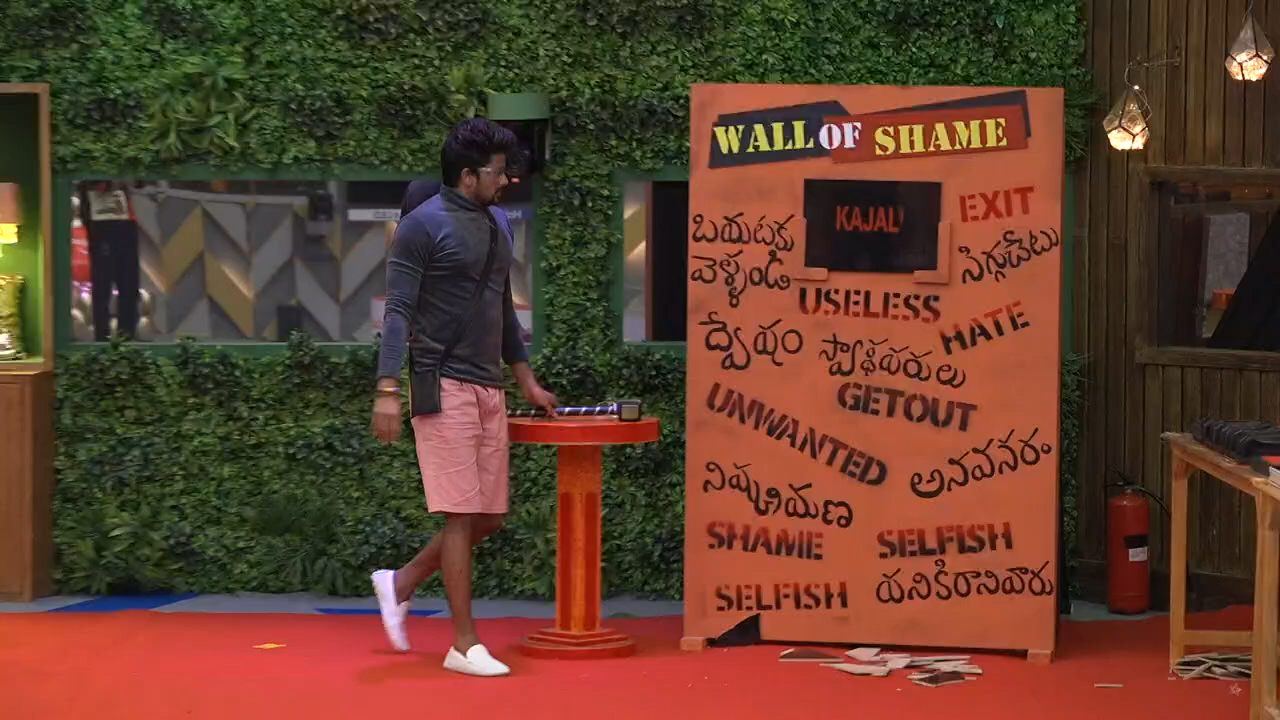 WALL OF SHAME
KAJAL
EXIT
బయటకు
వెళ్ళండి
సిగ్గుచేటు
USELESS
HATE
ద్వేషం
స్వార్థపరులు
GETOUT
UNWANTED
అనవసరం
నిష్క్రమణ
SHAME
SELFISH
SELFISH
పనికిరానివారు